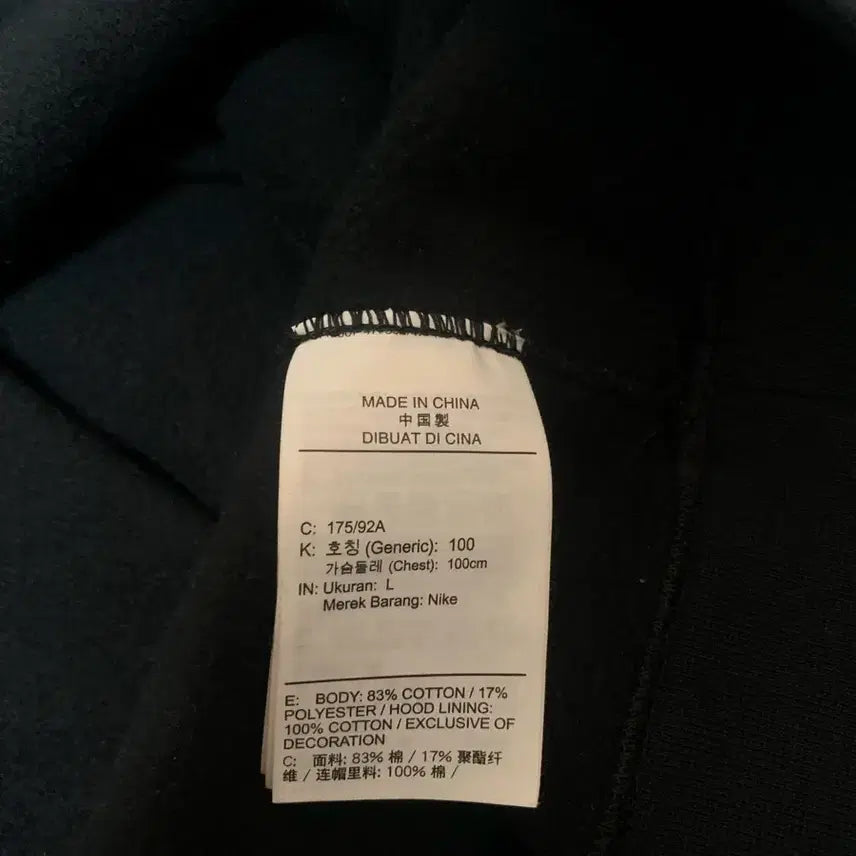 MADE IN CHINA
中国製
DIBUAT DI CINA
C: 175/92A
K: 호칭 (Generic): 100
가슴둘레 (Chest): 100cm
IN: Ukuran: L
Merek Barang: Nike
E: BODY: 83% COTTON / 17%
POLYESTER / HOOD LINING:
100% COTTON / EXCLUSIVE OF
DECORATION
C: 面料: 83% 棉 / 17% 聚酯纤
维 / 连帽里料: 100% 棉 /